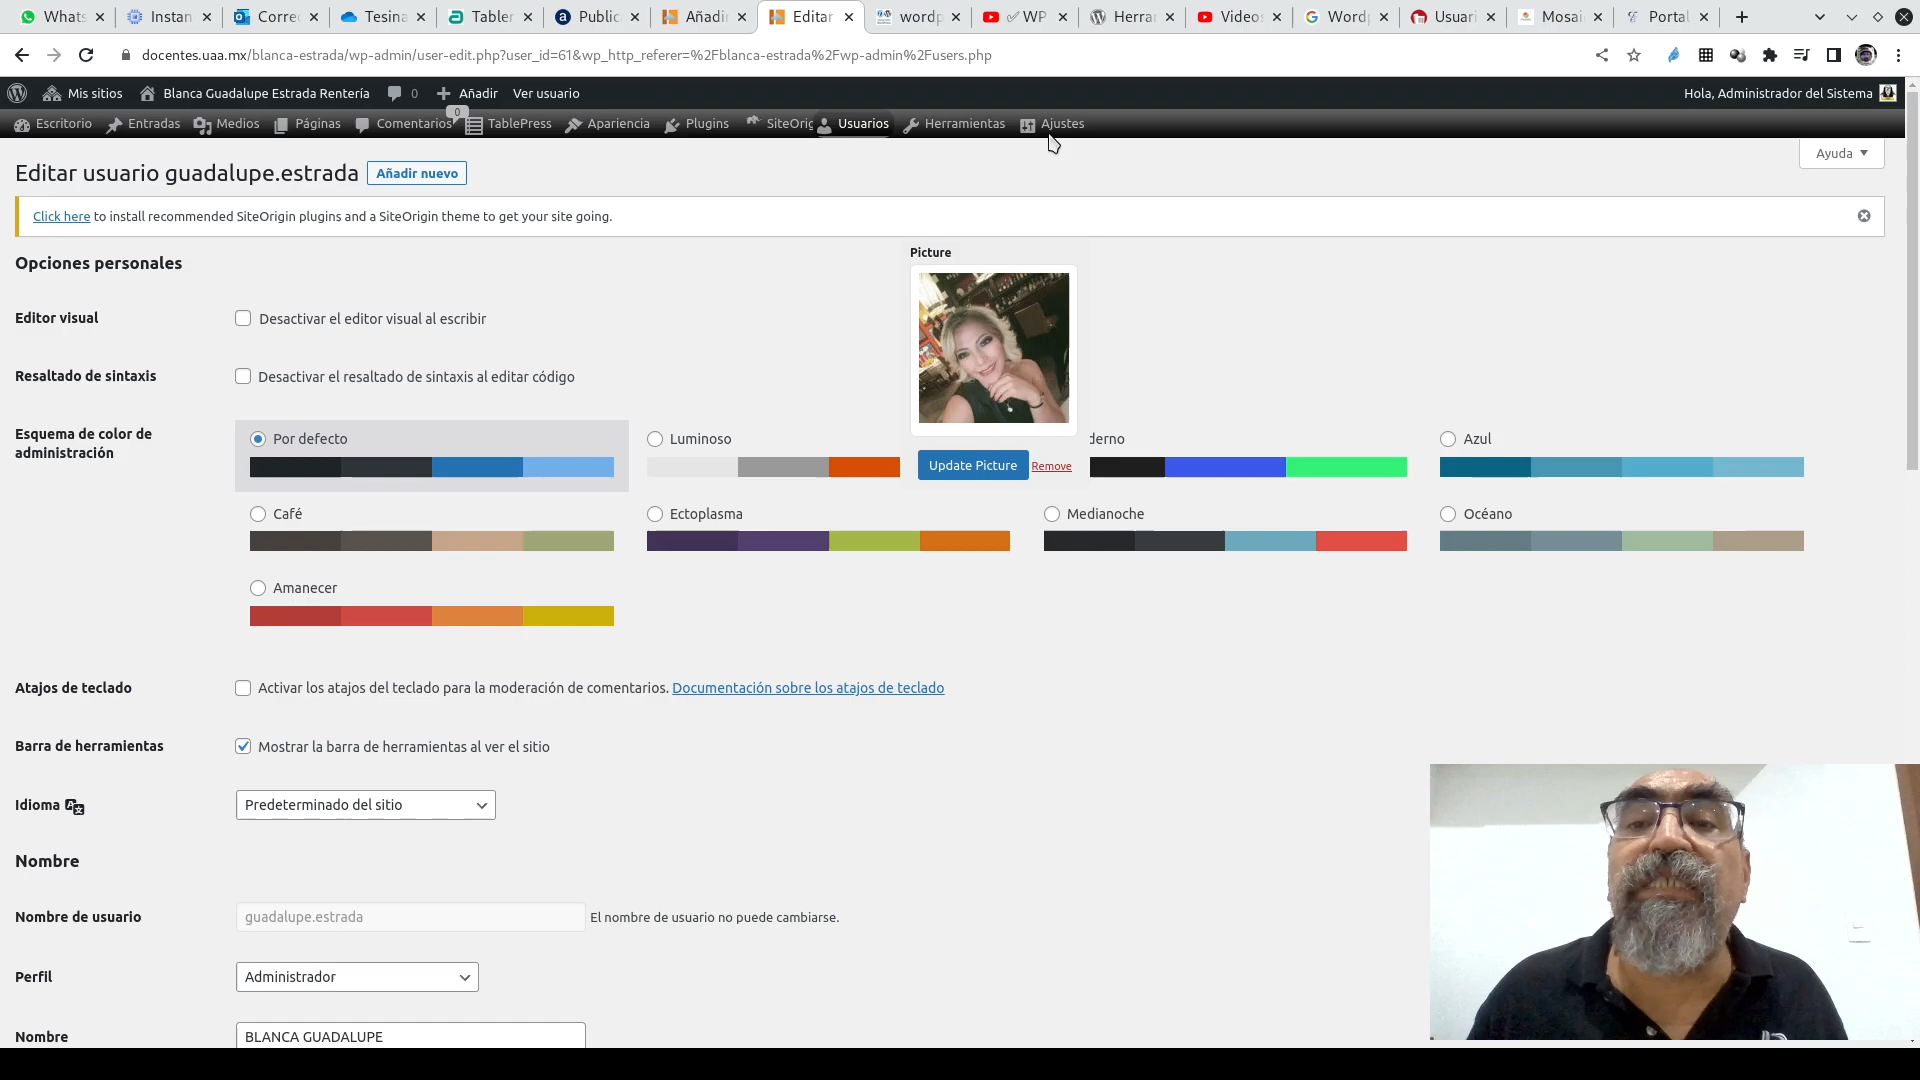 Whats
Instan
Corre
Tesina
Tabler
Public
Añadi
Editar
wordp
WP
Herra
Videos
Wordp
Usuari
Mosai
Portal
docentes.uaa.mx/blanca-estrada/wp-admin/user-edit.php?user_id=61&wp_http_referer=%2Fblanca-estrada%2Fwp-admin%2Fusers.php
Mis sitios
Blanca Guadalupe Estrada Rentería
0
Añadir
Ver usuario
Hola, Administrador del Sistema
Escritorio
Entradas
Medios
Páginas
Comentarios
0
TablePress
Apariencia
Plugins
SiteOrig
Usuarios
Herramientas
Ajustes
Ayuda
Editar usuario guadalupe.estrada
Añadir nuevo
Click here to install recommended SiteOrigin plugins and a SiteOrigin theme to get your site going.
Opciones personales
Picture
Editor visual
Desactivar el editor visual al escribir
Resaltado de sintaxis
Desactivar el resaltado de sintaxis al editar código
Esquema de color de
administración
Por defecto
Luminoso
derno
Azul
Update Picture
Remove
Café
Ectoplasma
Medianoche
Océano
Amanecer
Atajos de teclado
Activar los atajos del teclado para la moderación de comentarios. Documentación sobre los atajos de teclado
Barra de herramientas
Mostrar la barra de herramientas al ver el sitio
Idioma
Predeterminado del sitio
Nombre
Nombre de usuario
guadalupe.estrada
El nombre de usuario no puede cambiarse.
Perfil
Administrador
Nombre
BLANCA GUADALUPE